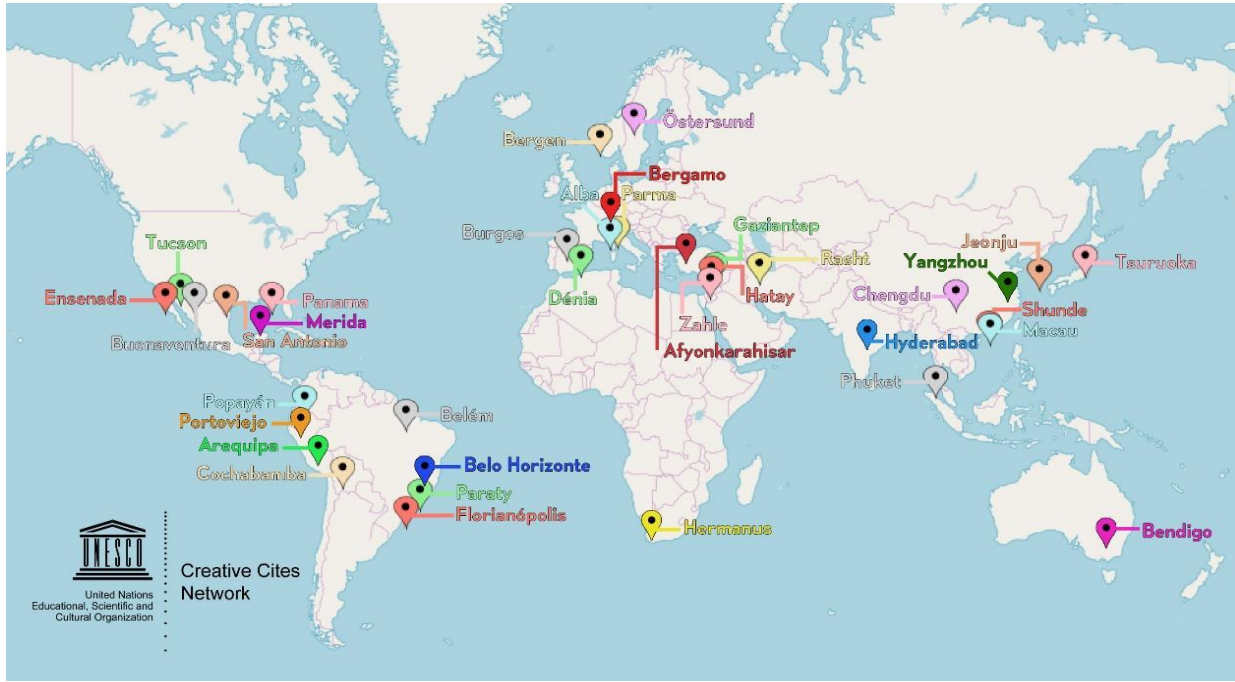 Östersund
Bergen
Bergamo
Alba
Parma
Burgos
Gaziantep
Tucson
Jeonju
Yangzhou
Rasht
Tsuruoka
Dénia
Ensenada
Panama
Hatay
Chengdu
Merida
Zahle
Shunde
San Antonio
Macau
Buenaventura
Afyonkarahisar
Hyderabad
Phuket
Popayán
Portoviejo
Belém
Arequipa
Cochabamba
Belo Horizonte
Paraty
Florianópolis
Hermanus
Bendigo
UNESCO
United Nations
Educational, Scientific and
Cultural Organization
Creative Cites
Network